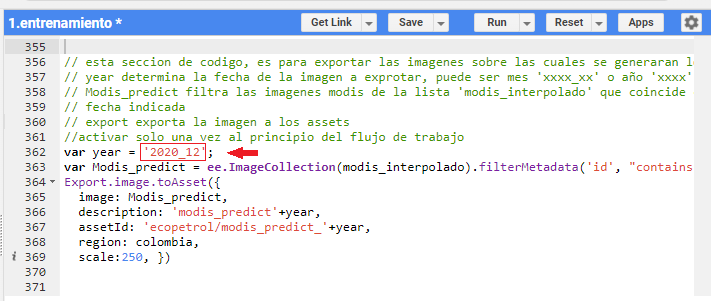 1.entrenamiento *
Get Link Save Run Reset Apps
355
356 // esta seccion de codigo, es para exportar las imagenes sobre las cuales se generaran l
357 // year determina la fecha de la imagen a exprotar, puede ser mes 'xxxx_xx' o año 'xxxx'
358 // Modis_predict filtra las imagenes modis de la lista 'modis_interpolado' que coincide
359 // fecha indicada
360 // export exporta la imagen a los assets
361 //activar solo una vez al principio del flujo de trabajo
362 var year = '2020_12';
363 var Modis_predict = ee.ImageCollection(modis_interpolado).filterMetadata('id', "contains
364 Export.image.toAsset({
365 image: Modis_predict,
366 description: 'modis_predict'+year,
367 assetId: 'ecopetrol/modis_predict_'+year,
368 region: colombia,
i 369 scale:250, })
370
371